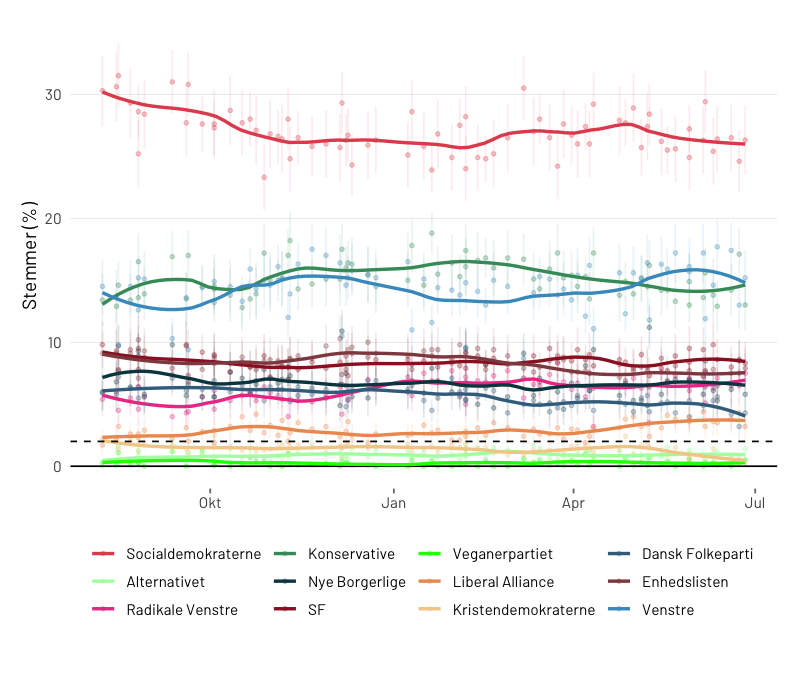 30
20
10
0
Stemmer(%)
Okt Jan Apr Jul
Socialdemokraterne Konservative Veganerpartiet Dansk Folkeparti
Alternativet Nye Borgerlige Liberal Alliance Enhedslisten
Radikale Venstre SF Kristendemokraterne Venstre